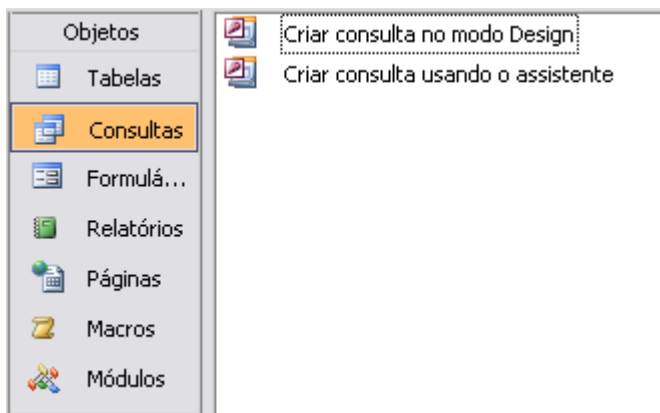 Objetos
Tabelas
Consultas
Formulá...
Relatórios
Páginas
Macros
Módulos
Criar consulta no modo Design
Criar consulta usando o assistente